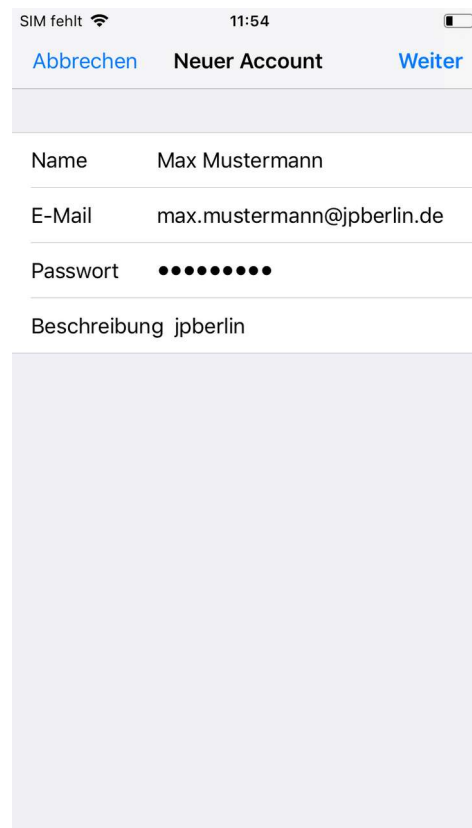 SIM fehlt 11:54
Abbrechen Neuer Account Weiter
Name Max Mustermann
E-Mail max.mustermann@jpberlin.de
Passwort ●●●●●●●●●
Beschreibung jpberlin